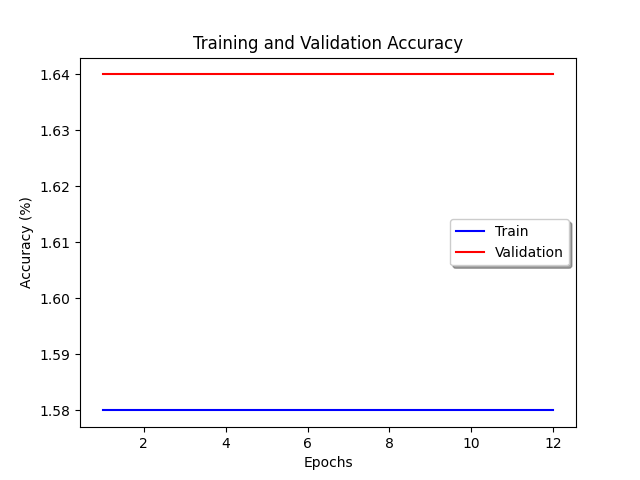 Training and Validation Accuracy
1.64
1.63
1.62
1.61
1.60
1.59
1.58
Accuracy (%)
Train
Validation
2 4 6 8 10 12
Epochs